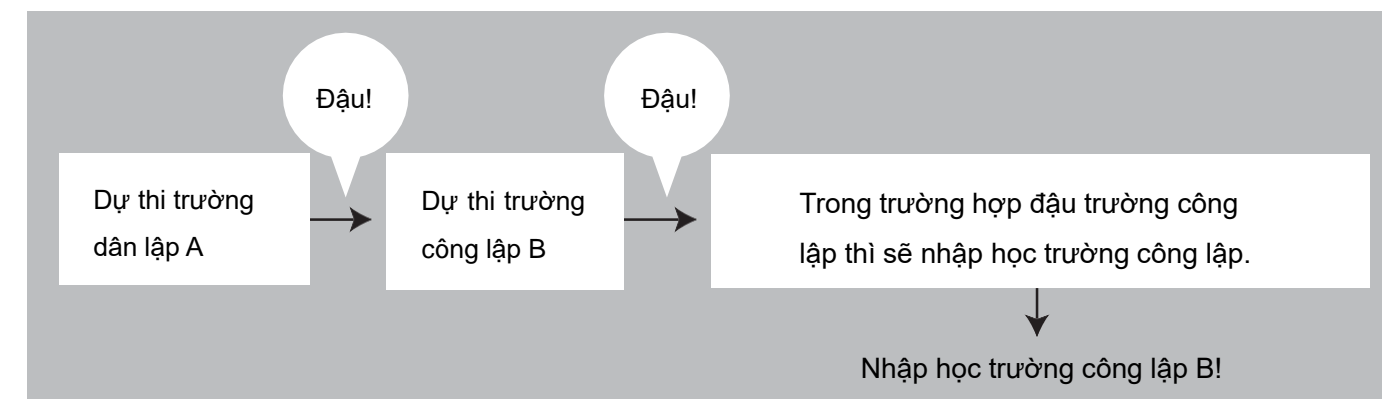 Đậu!
Đậu!
Dự thi trường
dân lập A
Dự thi trường
công lập B
Trong trường hợp đậu trường công
lập thì sẽ nhập học trường công lập.
Nhập học trường công lập B!